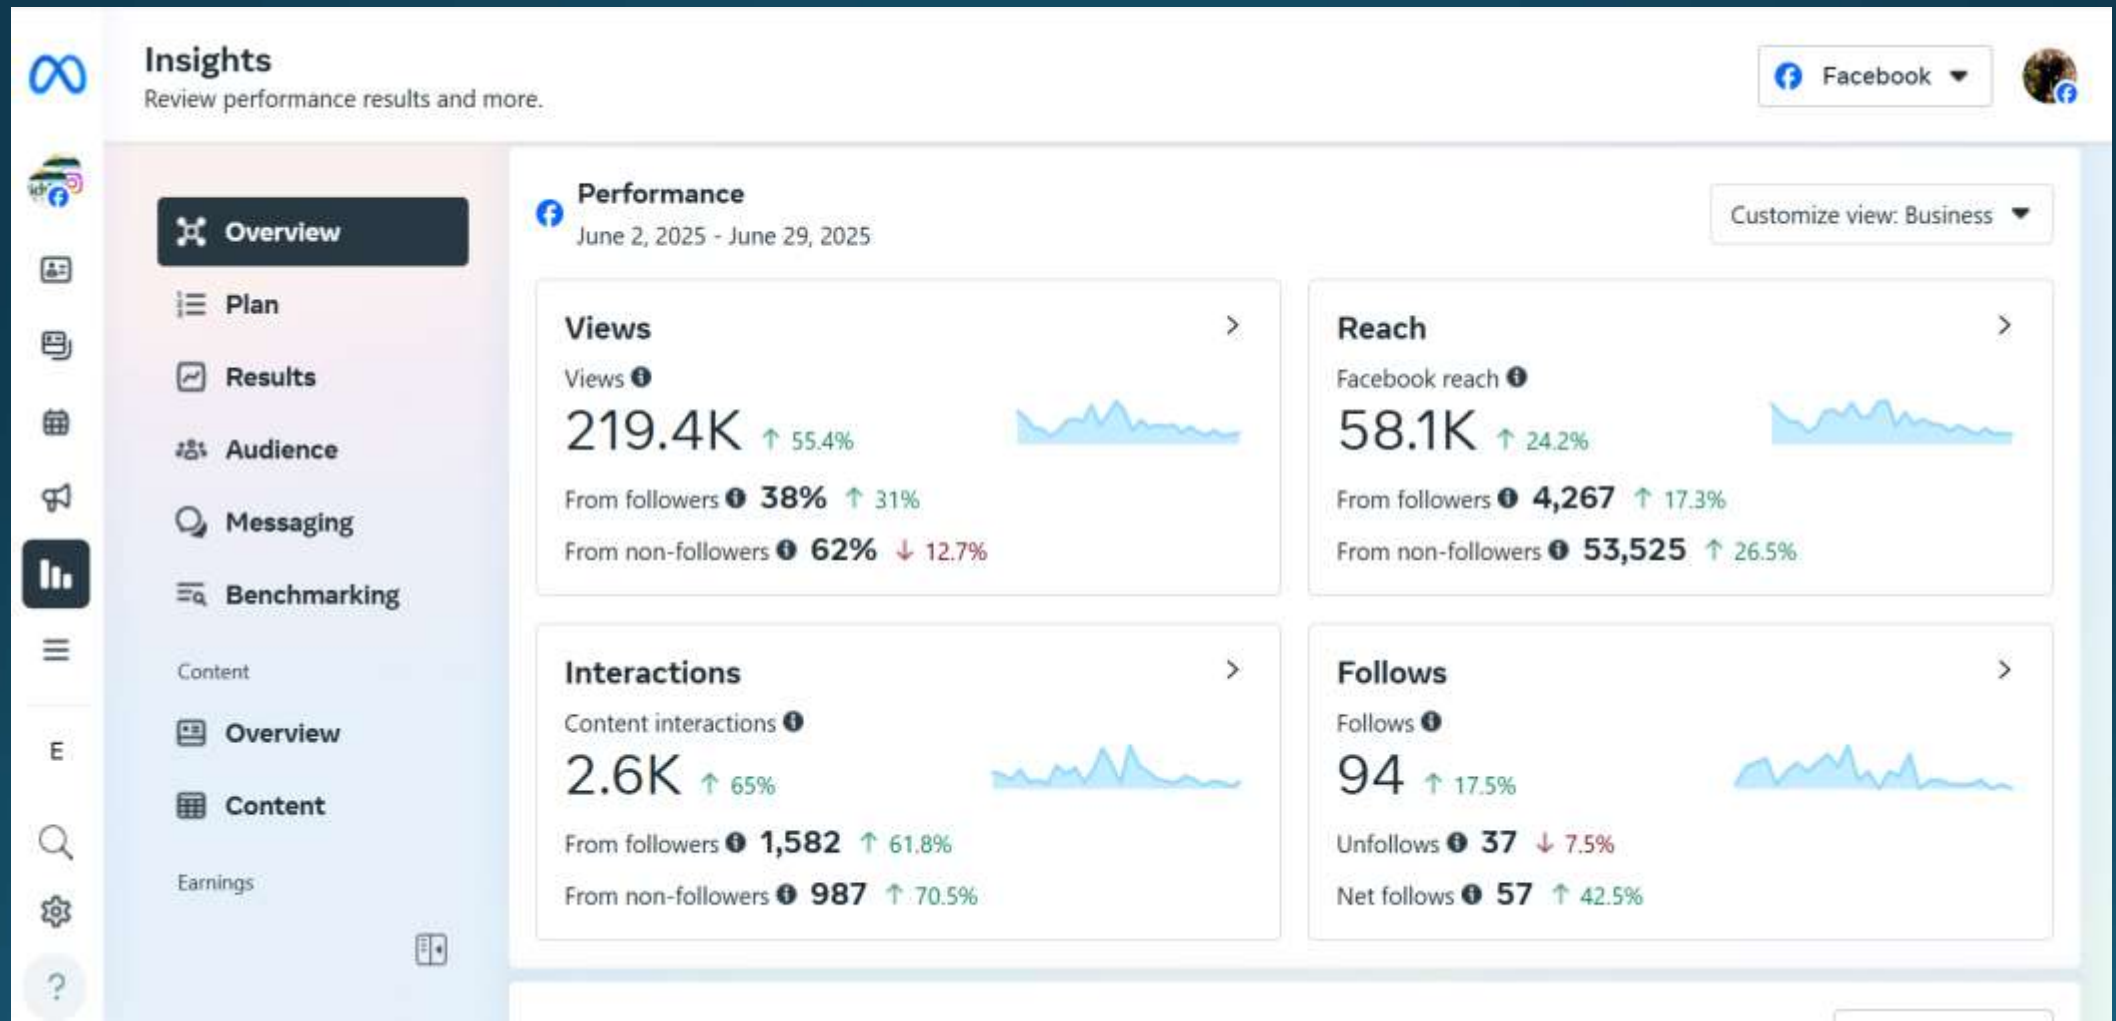 Insights
Review performance results and more.
Facebook
Overview
Plan
Results
Audience
Messaging
Benchmarking
Content
Overview
Content
Earnings
E
?
Performance
June 2, 2025 - June 29, 2025
Customize view: Business
Views
Views
219.4K ↑ 55.4%
From followers 38% ↑ 31%
From non-followers 62% ↓ 12.7%
Reach
Facebook reach
58.1K ↑ 24.2%
From followers 4,267 ↑ 17.3%
From non-followers 53,525 ↑ 26.5%
Interactions
Content interactions
2.6K ↑ 65%
From followers 1,582 ↑ 61.8%
From non-followers 987 ↑ 70.5%
Follows
Follows
94 ↑ 17.5%
Unfollows 37 ↓ 7.5%
Net follows 57 ↑ 42.5%